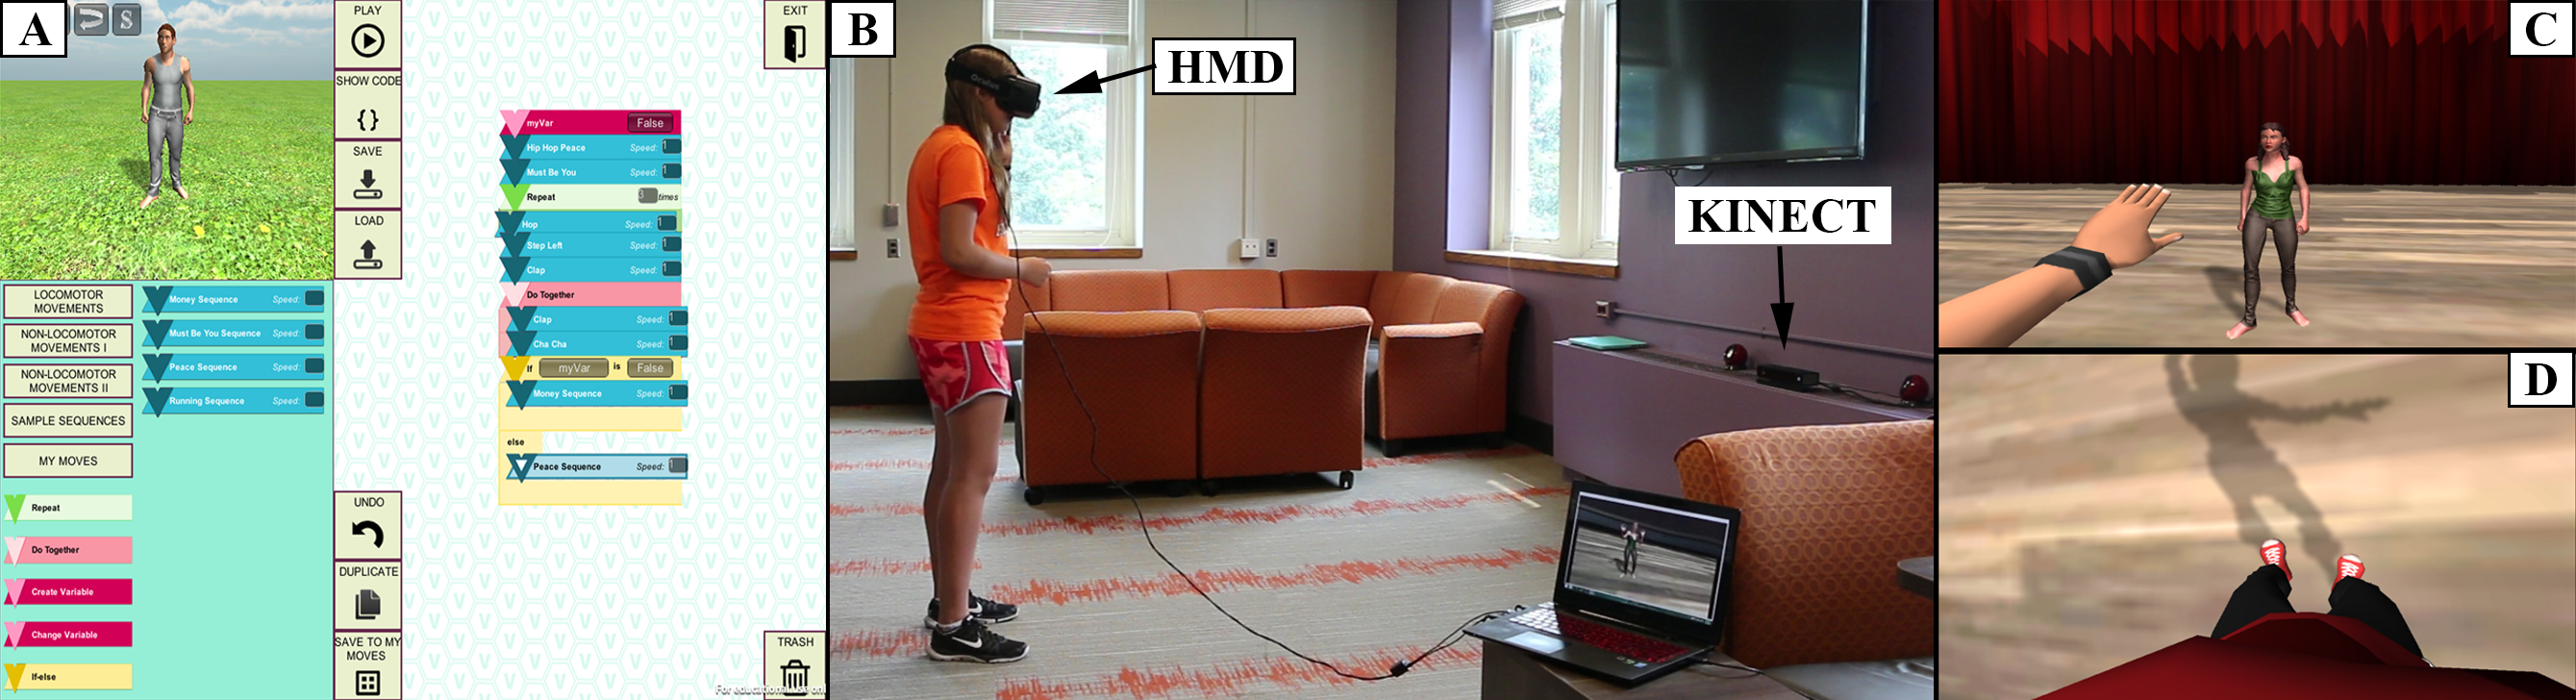 A
S
PLAY
SHOW CODE
{}
SAVE
LOAD
EXIT
LOCOMOTOR
MOVEMENTS
NON-LOCOMOTOR
MOVEMENTS I
NON-LOCOMOTOR
MOVEMENTS II
SAMPLE SEQUENCES
MY MOVES
Money Sequence Speed:
Must Be You Sequence Speed:
Peace Sequence Speed:
Running Sequence Speed:
Repeat
Do Together
Create Variable
Change Variable
If-else
UNDO
DUPLICATE
SAVE TO MY
MOVES
myVar False
Hip Hop Peace Speed: 1
Must Be You Speed: 1
Repeat 3 times
Hop Speed: 1
Step Left Speed: 1
Clap Speed: 1
Do Together
Clap Speed: 1
Cha Cha Speed: 1
If myVar is False
Money Sequence Speed: 1
else
Peace Sequence Speed: 1
TRASH
For educational use onl
B
HMD
oculus
KINECT
C
D